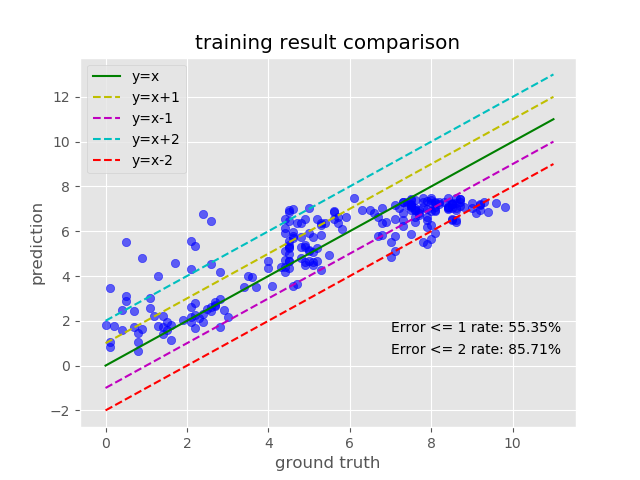 training result comparison
y=x
y=x+1
y=x-1
y=x+2
y=x-2
12
10
8
6
4
2
0
−2
prediction
Error <= 1 rate: 55.35%
Error <= 2 rate: 85.71%
0 2 4 6 8 10
ground truth